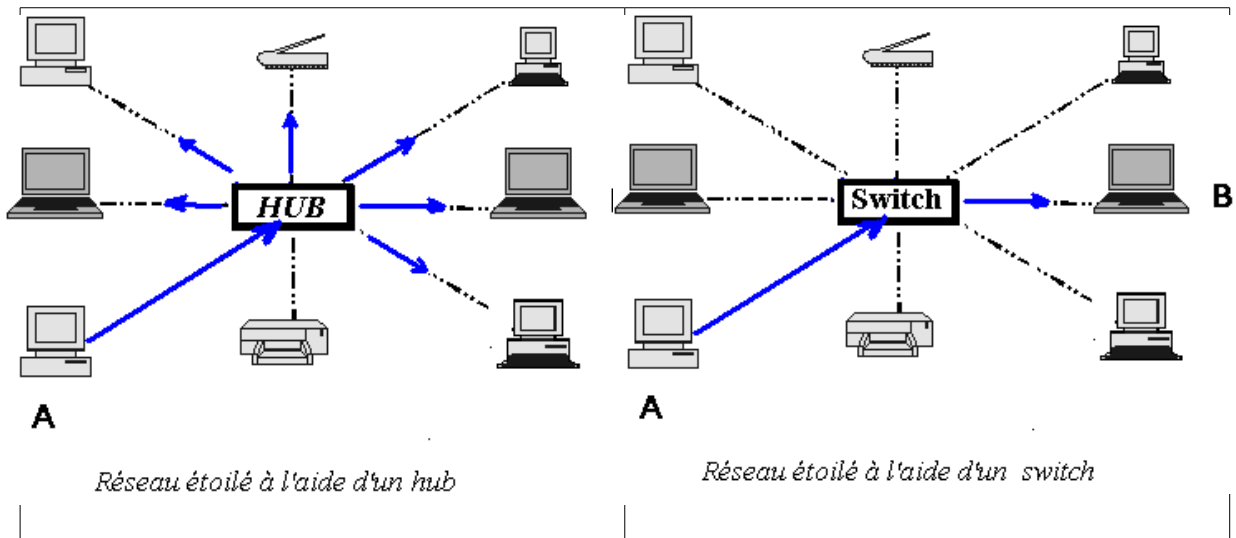 HUB
Switch
B
A
A
Réseau étoilé à l'aide d'un hub
Réseau étoilé à l'aide d'un switch